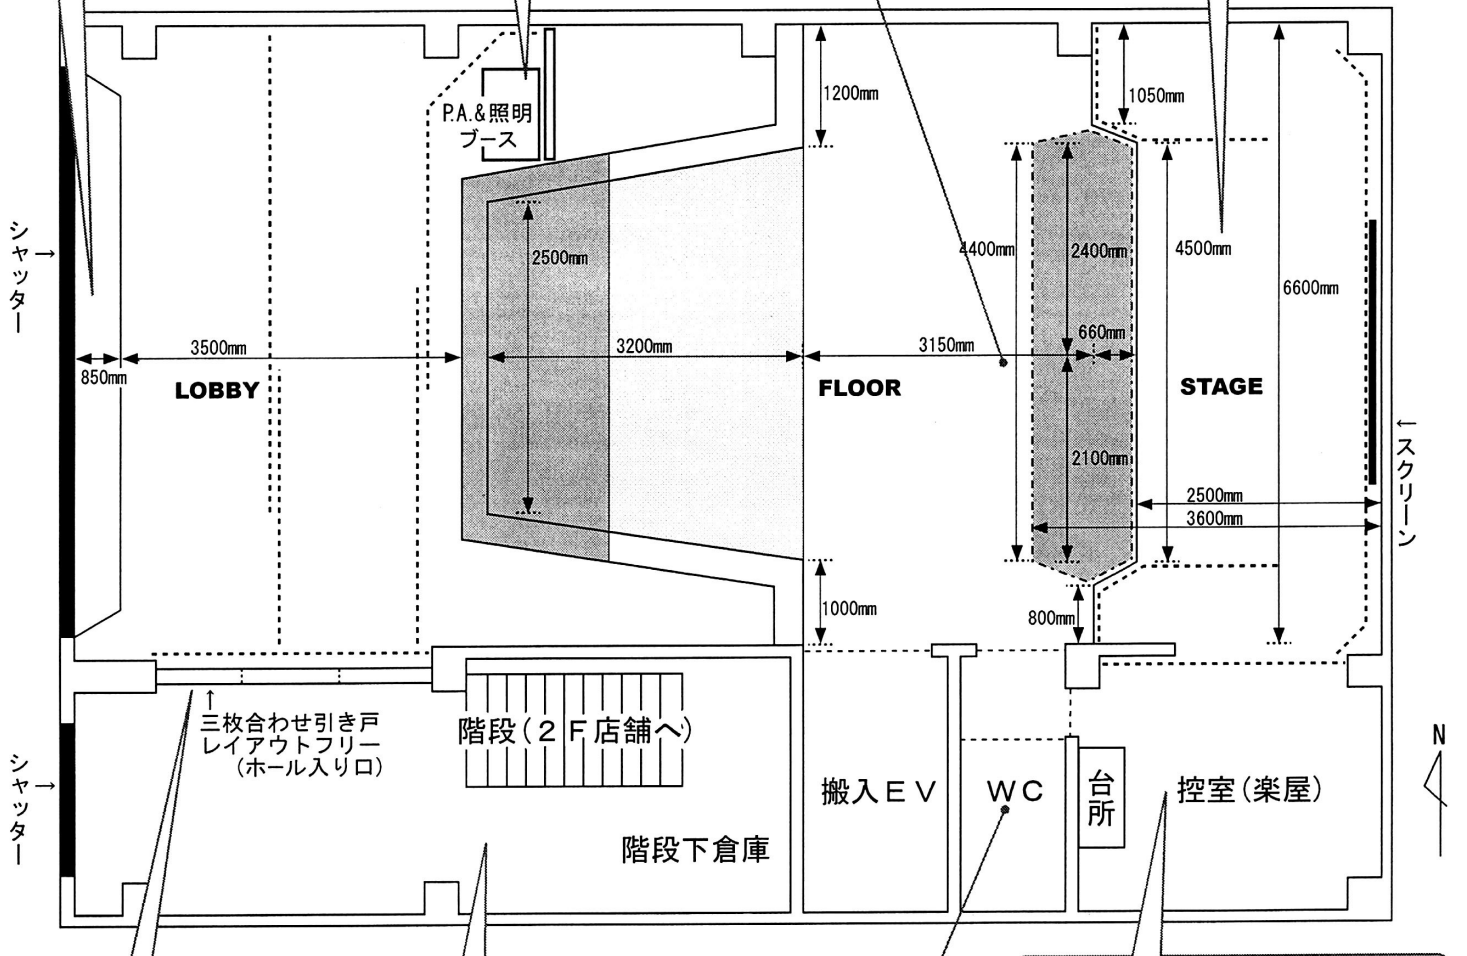 1200mm
1050mm
P.A.&照明
ブース
シャッター→
2500mm
4400mm
2400mm
4500mm
6600mm
3500mm
3200mm
3150mm
660mm
850mm
LOBBY
FLOOR
STAGE
←スクリーン
2100mm
2500mm
3600mm
1000mm
800mm
↑
三枚合わせ引き戸
レイアウトフリー
(ホール入り口)
階段(2F店舗へ)
N
シャッター→
搬入EV
WC
台所
控室(楽屋)
階段下倉庫